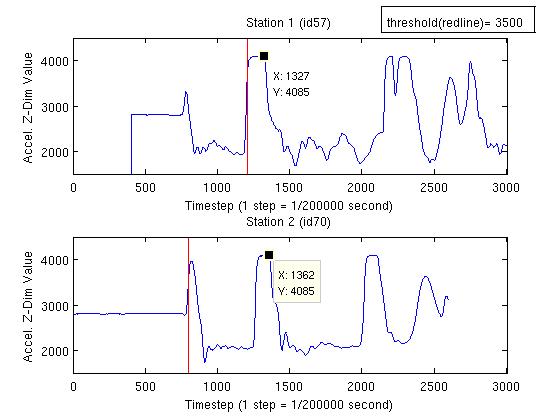 Station 1 (id57)
threshold(redline)= 3500
Accel. Z-Dim Value
4000
3000
2000
X: 1327
Y: 4085
0 500 1000 1500 2000 2500 3000
Timestep (1 step = 1/200000 second)
Station 2 (id70)
Accel. Z-Dim Value
4000
3000
2000
X: 1362
Y: 4085
0 500 1000 1500 2000 2500 3000
Timestep (1 step = 1/200000 second)